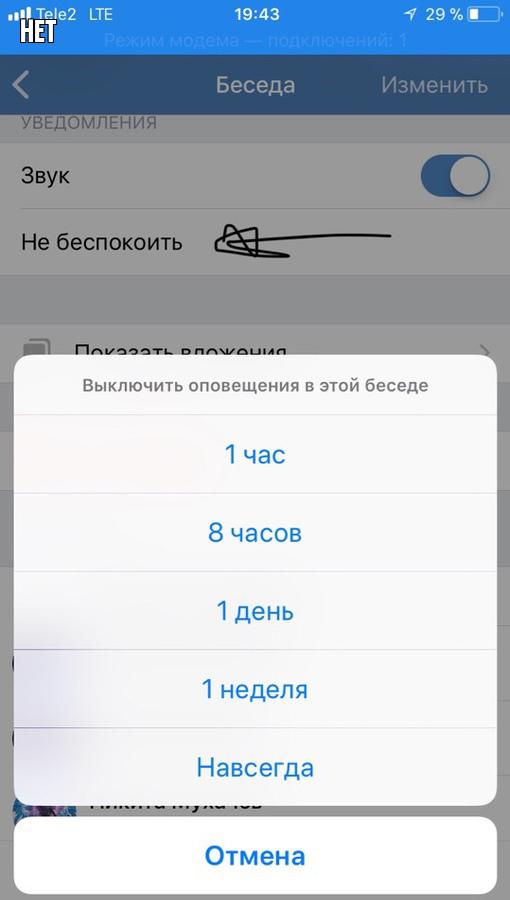 Tele2 LTE 19:43 29 %
НЕТ
Режим модема — подключений: 1
Беседа Изменить
УВЕДОМЛЕНИЯ
Звук
Не беспокоить
Показать вложения
Выключить оповещения в этой беседе
1 час
8 часов
1 день
1 неделя
Навсегда
Никита Мухачов
Отмена